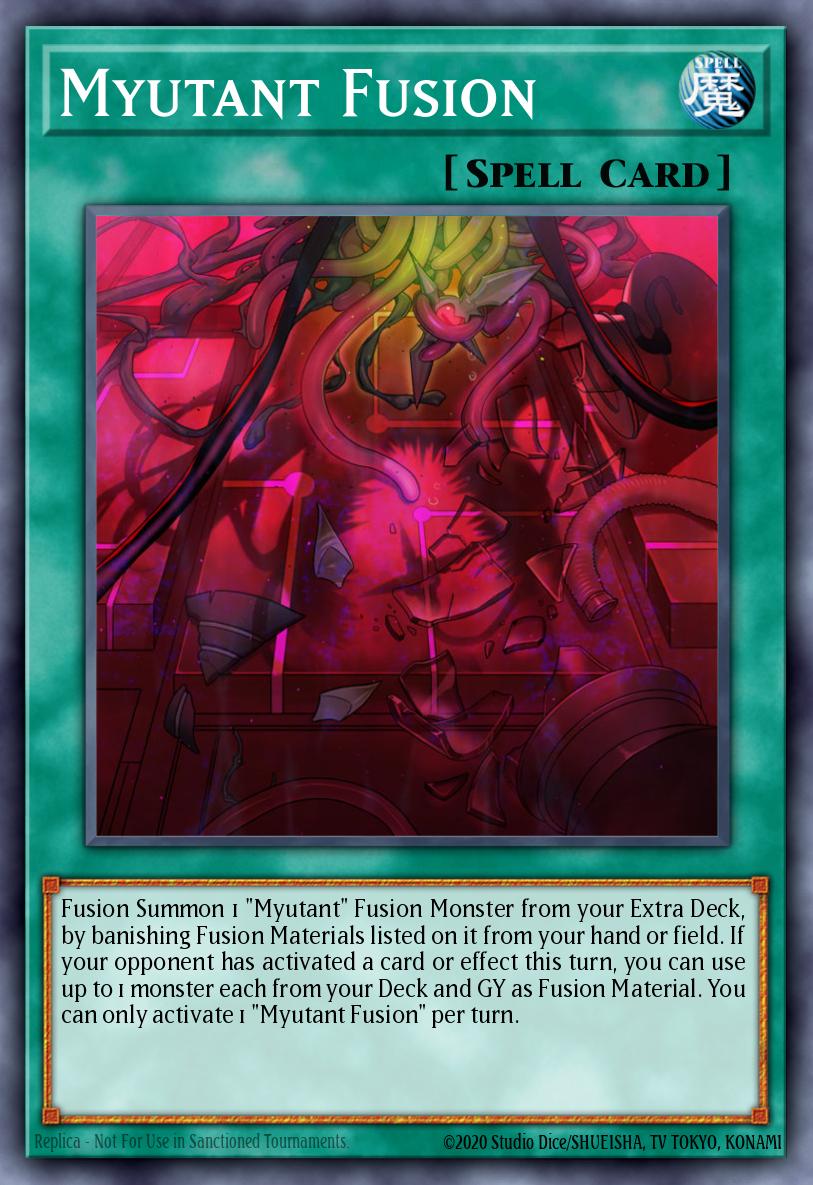 Myutant Fusion
SPELL
魔
[Spell Card]
Fusion Summon 1 "Myutant" Fusion Monster from your Extra Deck,
by banishing Fusion Materials listed on it from your hand or field. If
your opponent has activated a card or effect this turn, you can use
up to 1 monster each from your Deck and GY as Fusion Material. You
can only activate 1 "Myutant Fusion" per turn.
Replica - Not For Use in Sanctioned Tournaments.
©2020 Studio Dice/SHUEISHA, TV TOKYO, KONAMI